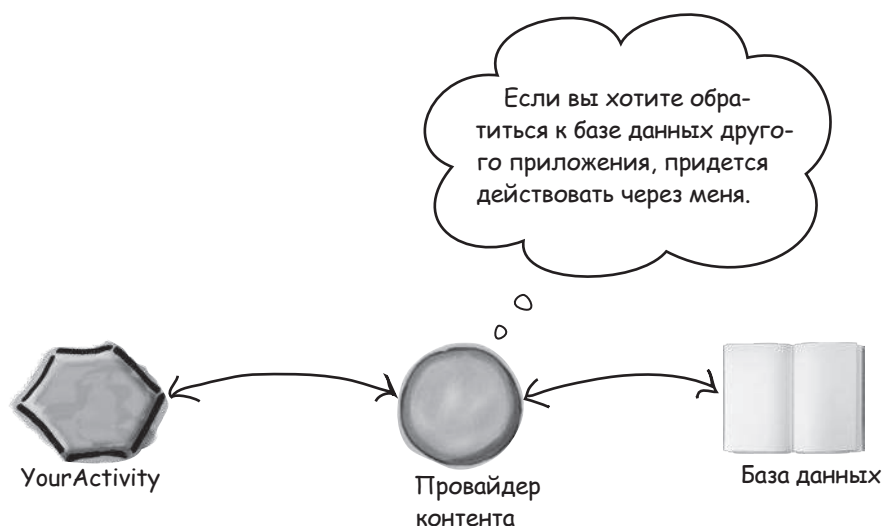 Если вы хотите обра-
титься к базе данных друго-
го приложения, придется
действовать через меня.
YourActivity
Провайдер
контента
База данных